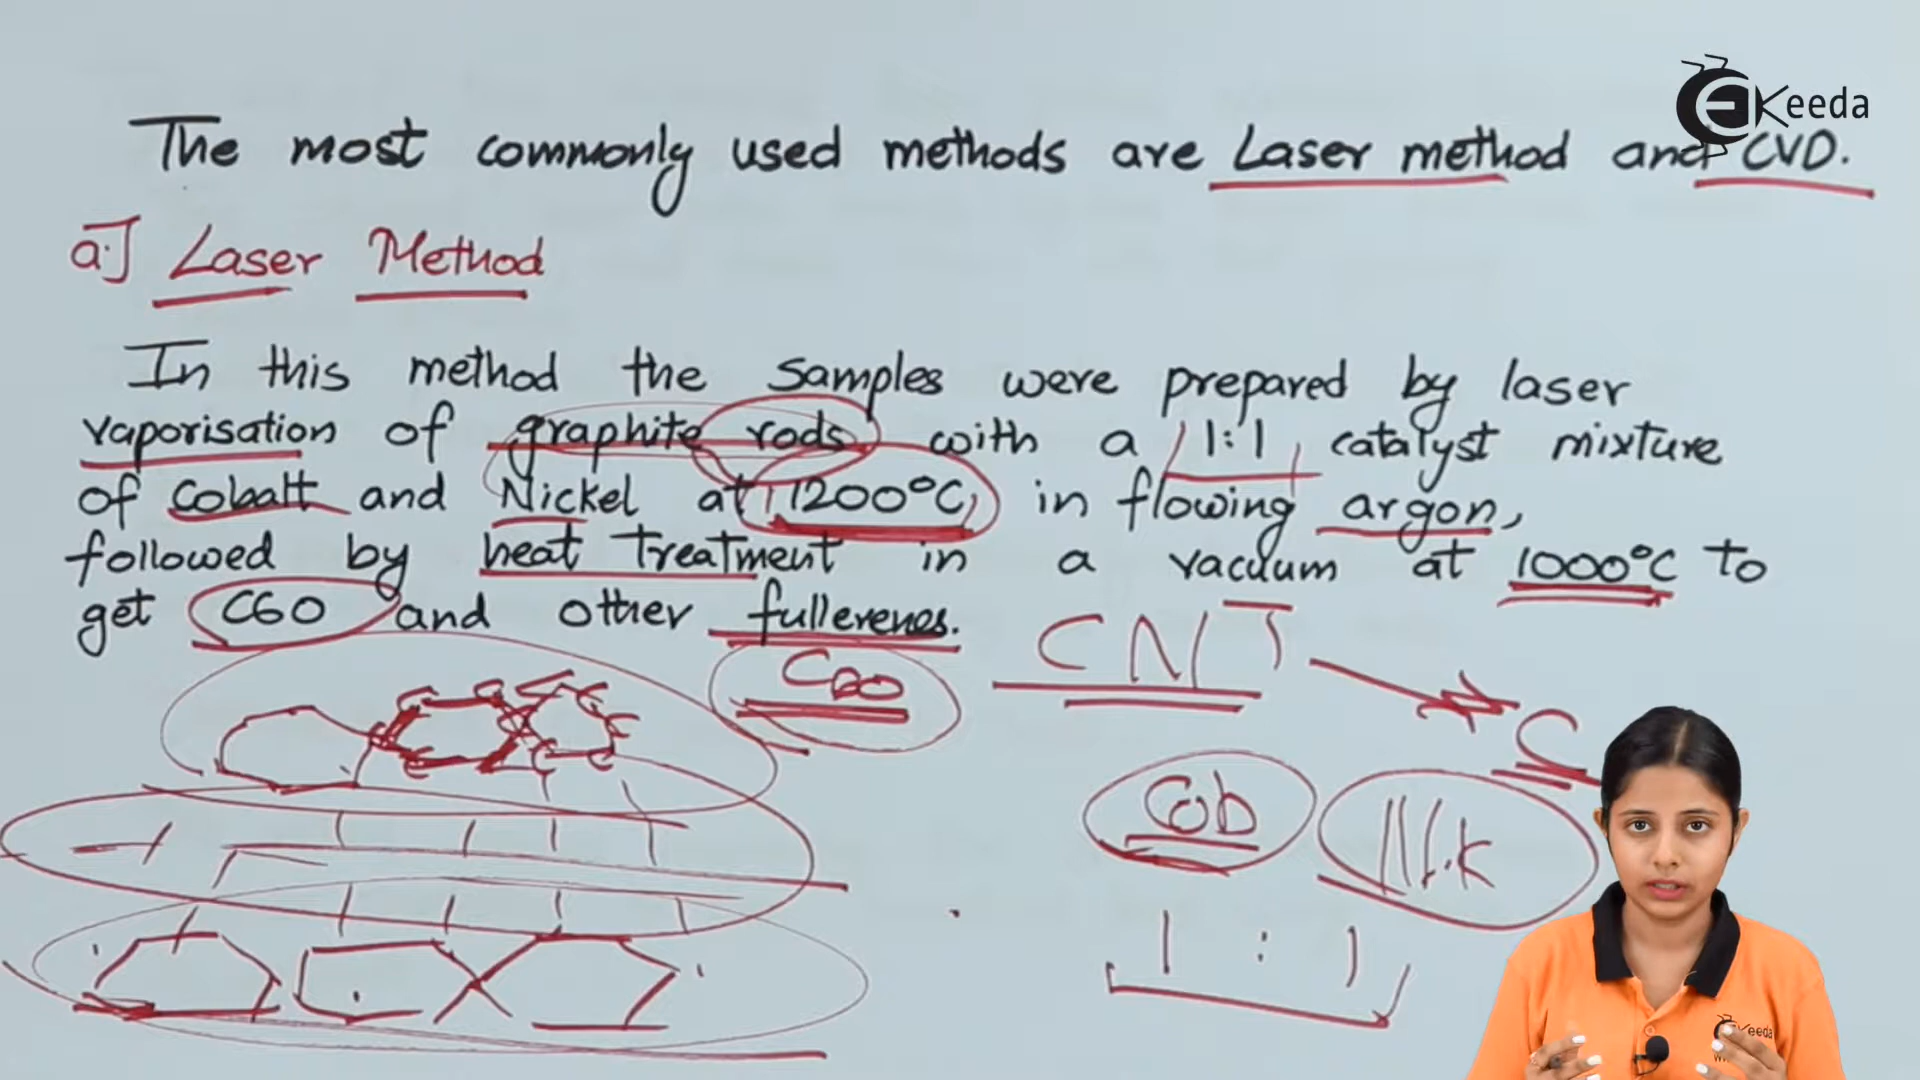 EKeeda
The most commonly used methods are Laser method and CVD.
a.] Laser Method
In this method the samples were prepared by laser
vaporisation of graphite rods with a 1:1 catalyst mixture
of cobalt and Nickel at 1200°C in flowing argon,
followed by heat treatment in a vacuum at 1000°C to
get C60 and other fullerenes.
CNT
C
Cob
1 : 1
Keeda